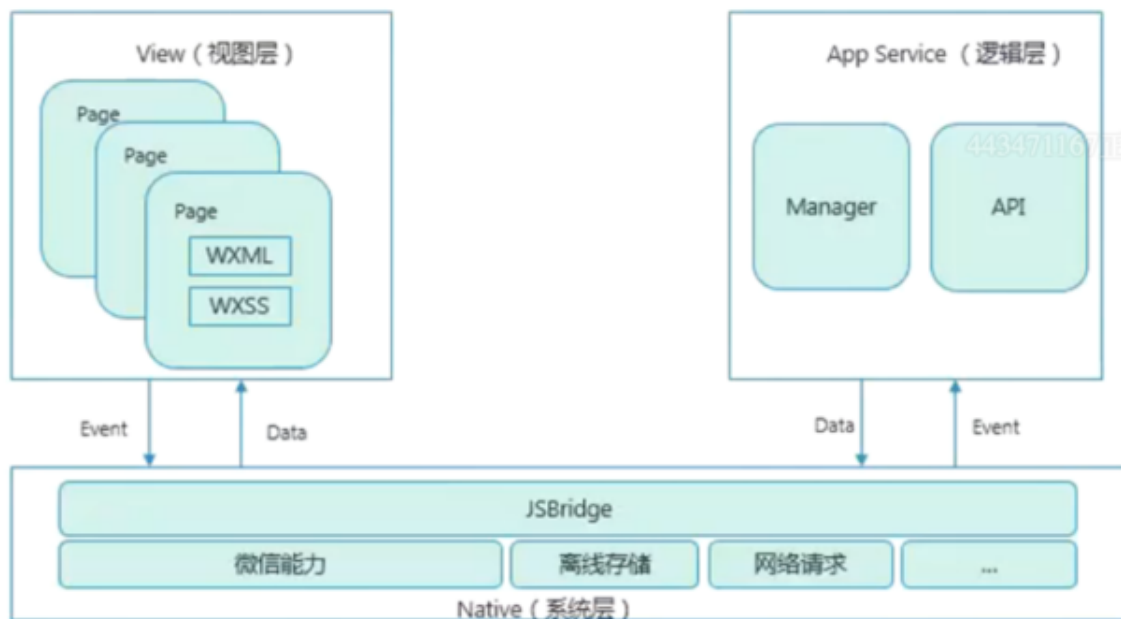 View（视图层）
App Service （逻辑层）
Page
Page
Page
WXML
WXSS
Manager
API
Event
Data
Data
Event
JSBridge
微信能力
离线存储
网络请求
...
Native（系统层）